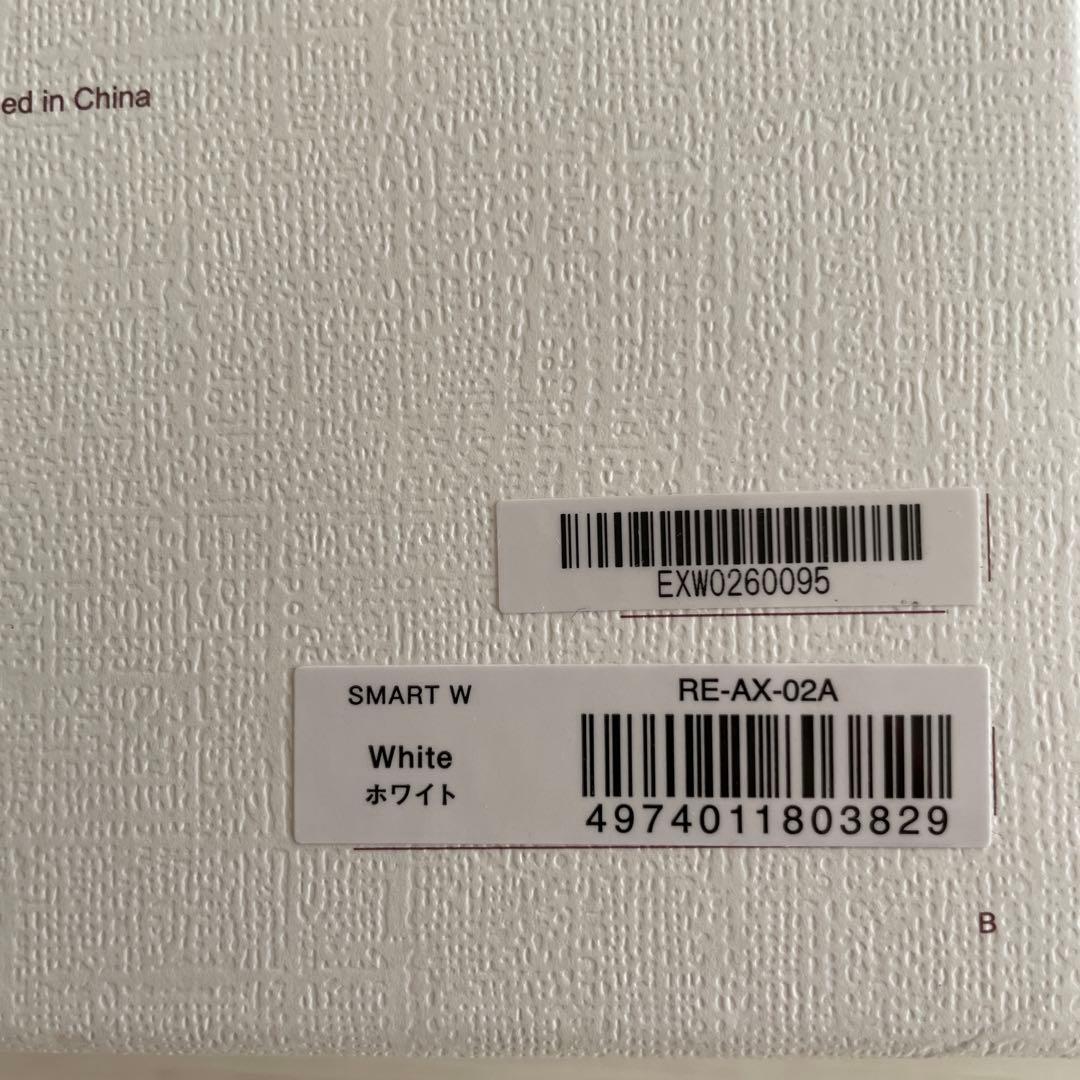 ed in China
EXW0260095
SMART W
RE-AX-02A
White
ホワイト
4974011803829
B